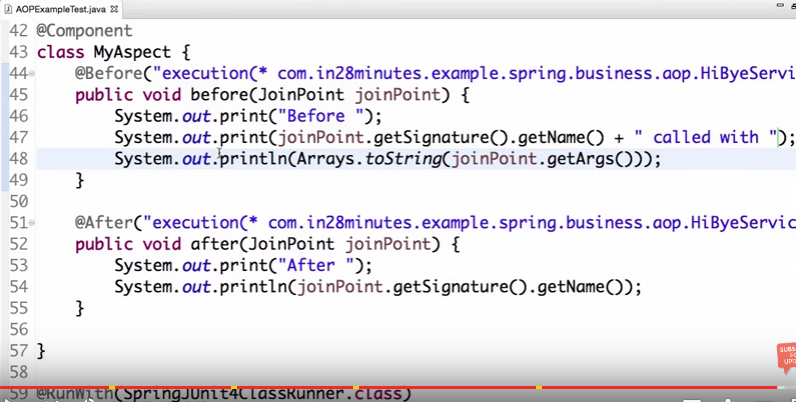 AOPExampleTest.java
42 @Component
43 class MyAspect {
44 @Before("execution(* com.in28minutes.example.spring.business.aop.HiByeServi
45 public void before(JoinPoint joinPoint) {
46 System.out.print("Before ");
47 System.out.print(joinPoint.getSignature().getName() + " called with ");
48 System.out.println(Arrays.toString(joinPoint.getArgs()));
49 }
50
51 @After("execution(* com.in28minutes.example.spring.business.aop.HiByeServic
52 public void after(JoinPoint joinPoint) {
53 System.out.print("After ");
54 System.out.println(joinPoint.getSignature().getName());
55 }
56
57 }
58
59 @RunWith(SpringJUnit4ClassRunner.class)
SUBSC
FO
UPD